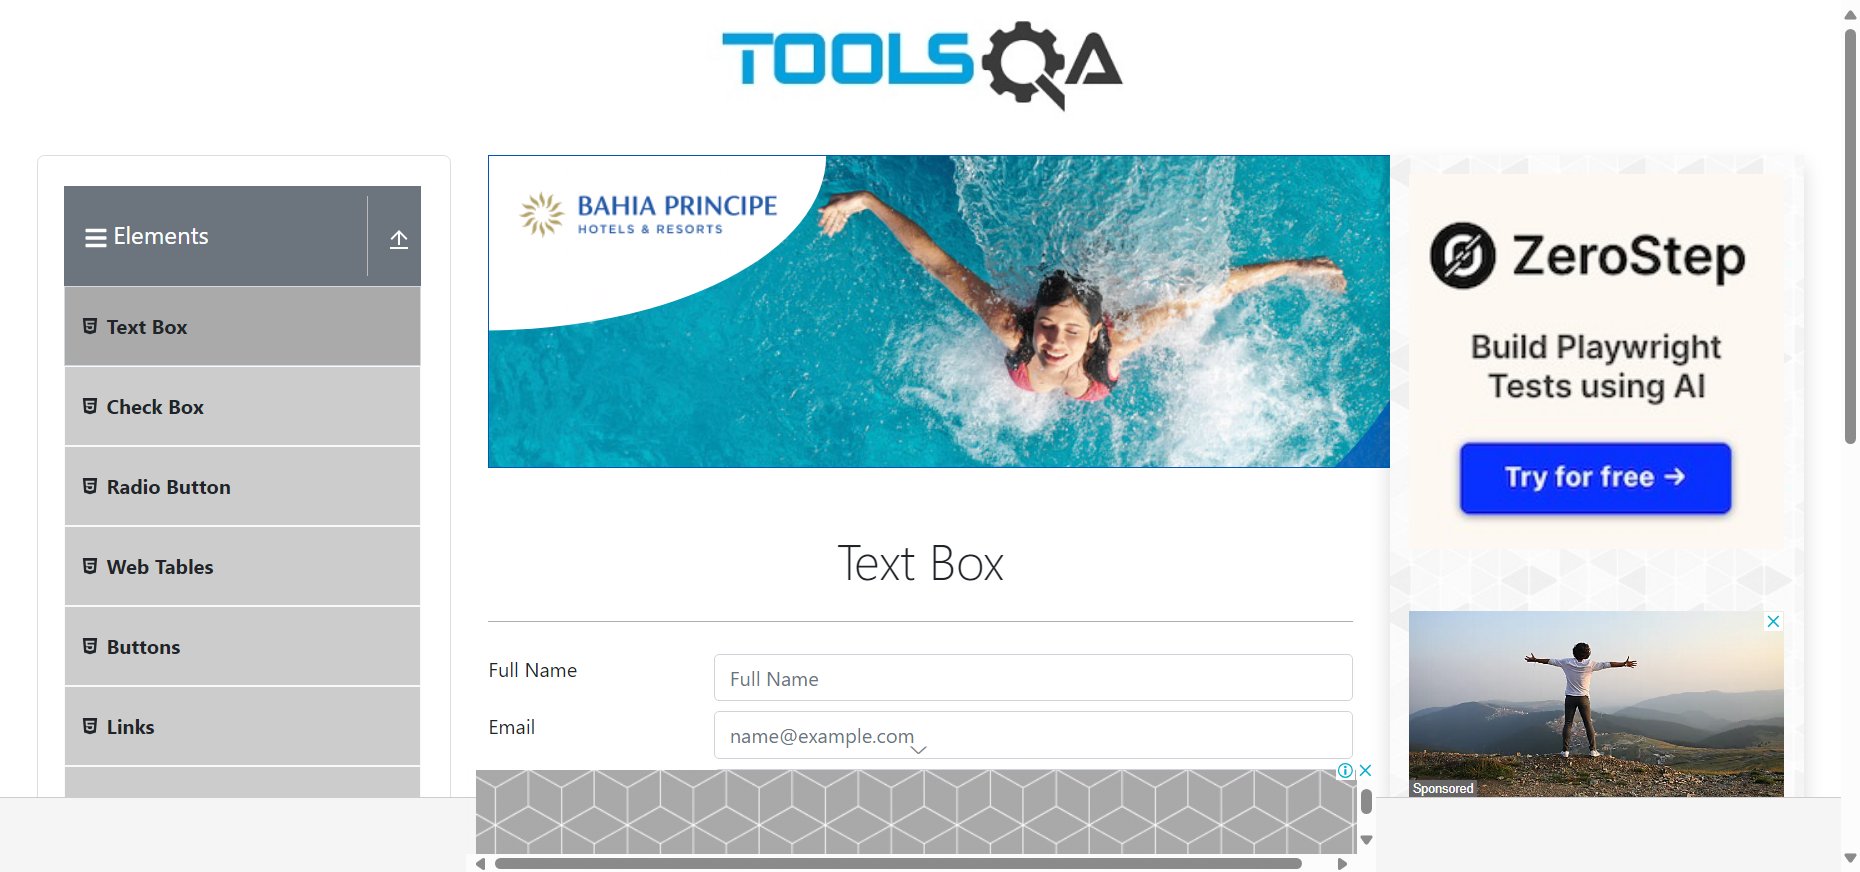 TOOLSQA
Elements
Text Box
Check Box
Radio Button
Web Tables
Buttons
Links
BAHIA PRINCIPE
HOTELS & RESORTS
Text Box
Full Name
Full Name
Email
name@example.com
ZeroStep
Build Playwright
Tests using AI
Try for free →
Sponsored